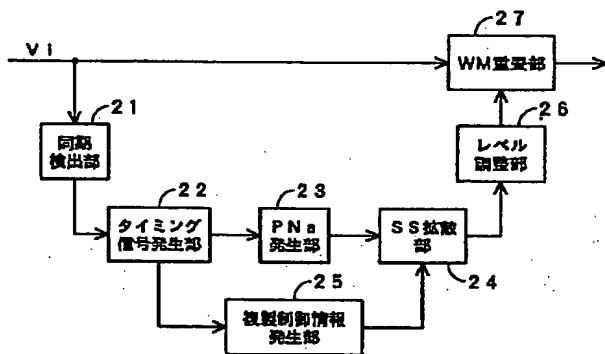 Vi
27
WM重畳部
21
同期
検出部
26
レベル
調整部
22
タイミング
信号発生部
23
PNa
発生部
SS拡散
部
24
25
複製制御情報
発生部